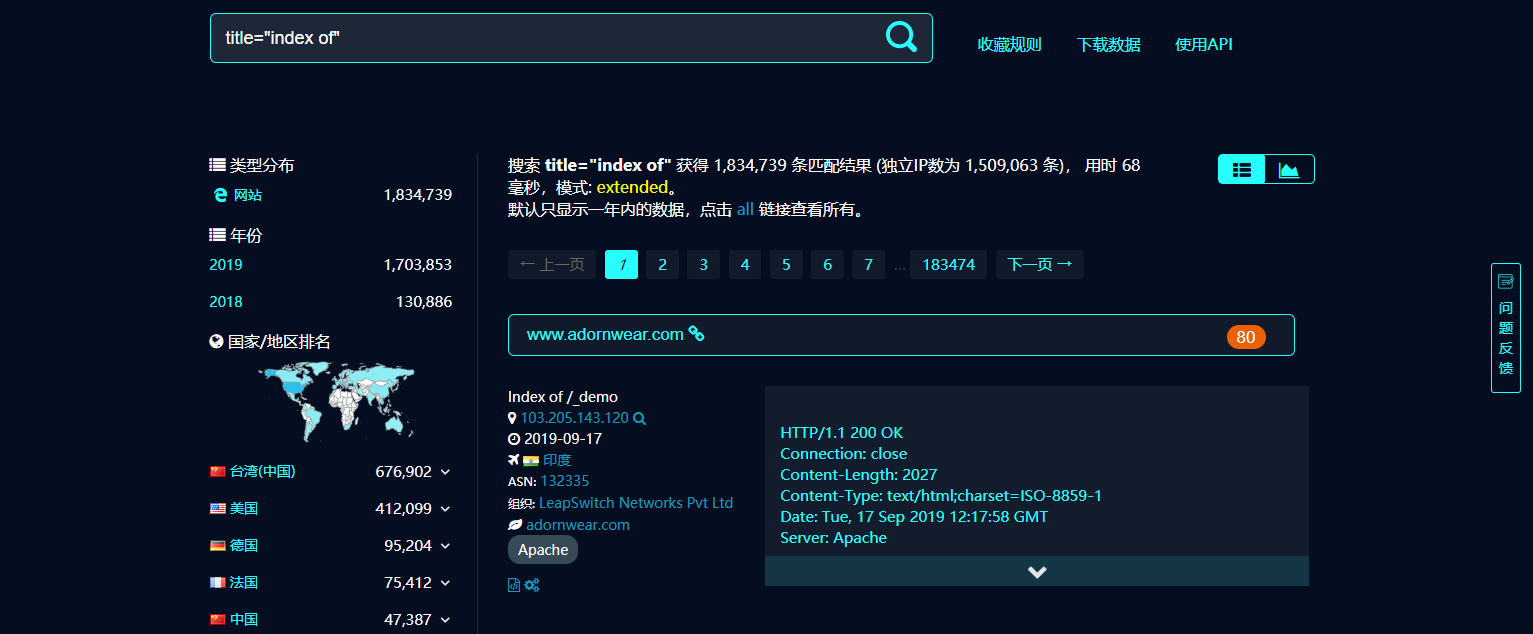 title="index of"
收藏规则
下载数据
使用API
类型分布
网站 1,834,739
年份
2019 1,703,853
2018 130,886
国家/地区排名
台湾(中国) 676,902
美国 412,099
德国 95,204
法国 75,412
中国 47,387
搜索 title="index of" 获得 1,834,739 条匹配结果 (独立IP数为 1,509,063 条)， 用时 68
毫秒，模式: extended。
默认只显示一年内的数据，点击 all 链接查看所有。
← 上一页 1 2 3 4 5 6 7 ... 183474 下一页 →
www.adornwear.com 80
Index of /_demo
103.205.143.120
2019-09-17
印度
ASN: 132335
组织: LeapSwitch Networks Pvt Ltd
adornwear.com
Apache
HTTP/1.1 200 OK
Connection: close
Content-Length: 2027
Content-Type: text/html;charset=ISO-8859-1
Date: Tue, 17 Sep 2019 12:17:58 GMT
Server: Apache
问题反馈